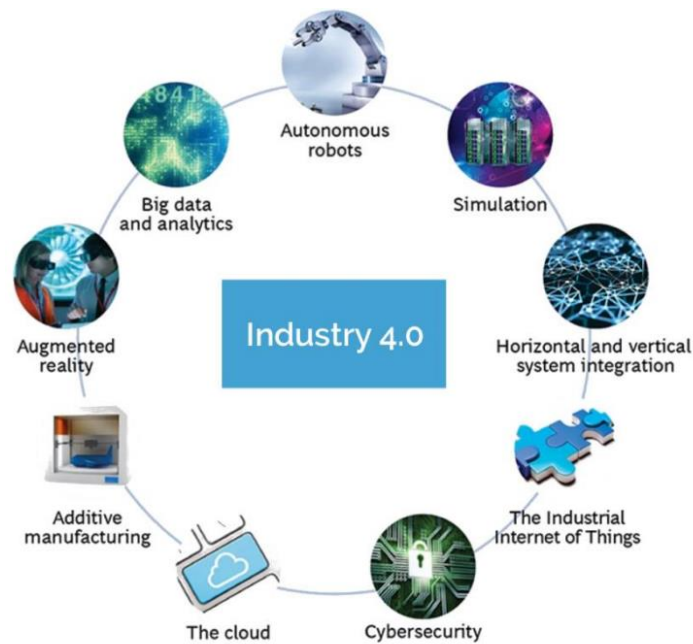 Autonomous
robots
Simulation
Horizontal and vertical
system integration
The Industrial
Internet of Things
Cybersecurity
The cloud
Additive
manufacturing
Augmented
reality
Big data
and analytics
Industry 4.0